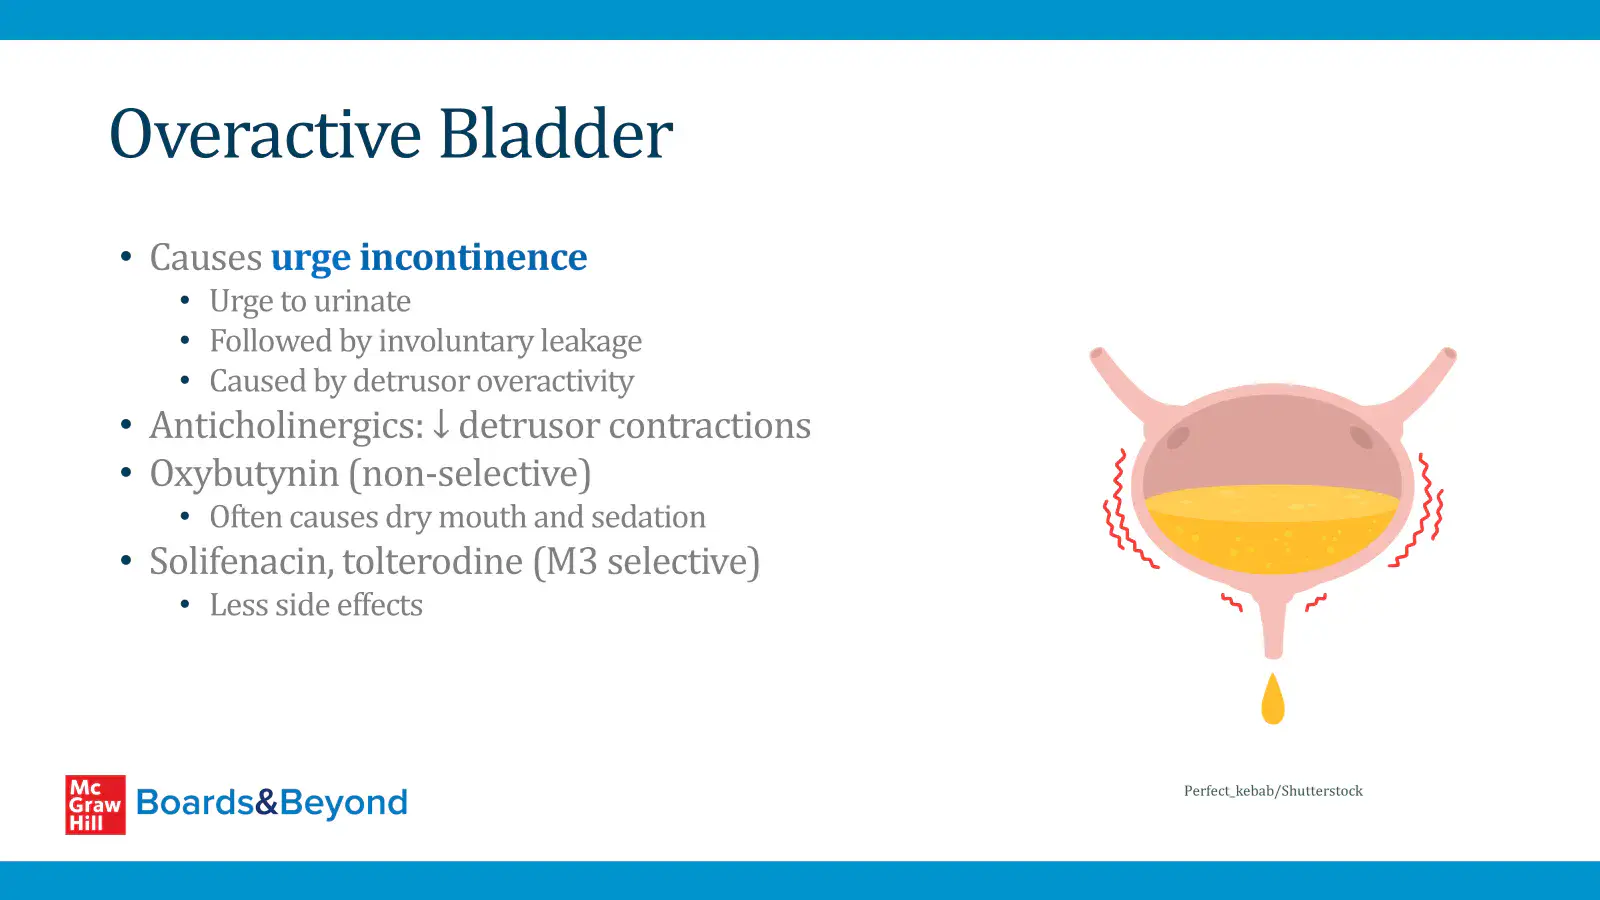 Overactive Bladder
• Causes urge incontinence
• Urge to urinate
• Followed by involuntary leakage
• Caused by detrusor overactivity
• Anticholinergics: ↓ detrusor contractions
• Oxybutynin (non-selective)
• Often causes dry mouth and sedation
• Solifenacin, tolterodine (M3 selective)
• Less side effects
Mc
Graw
Hill
Boards&Beyond
Perfect_kebab/Shutterstock